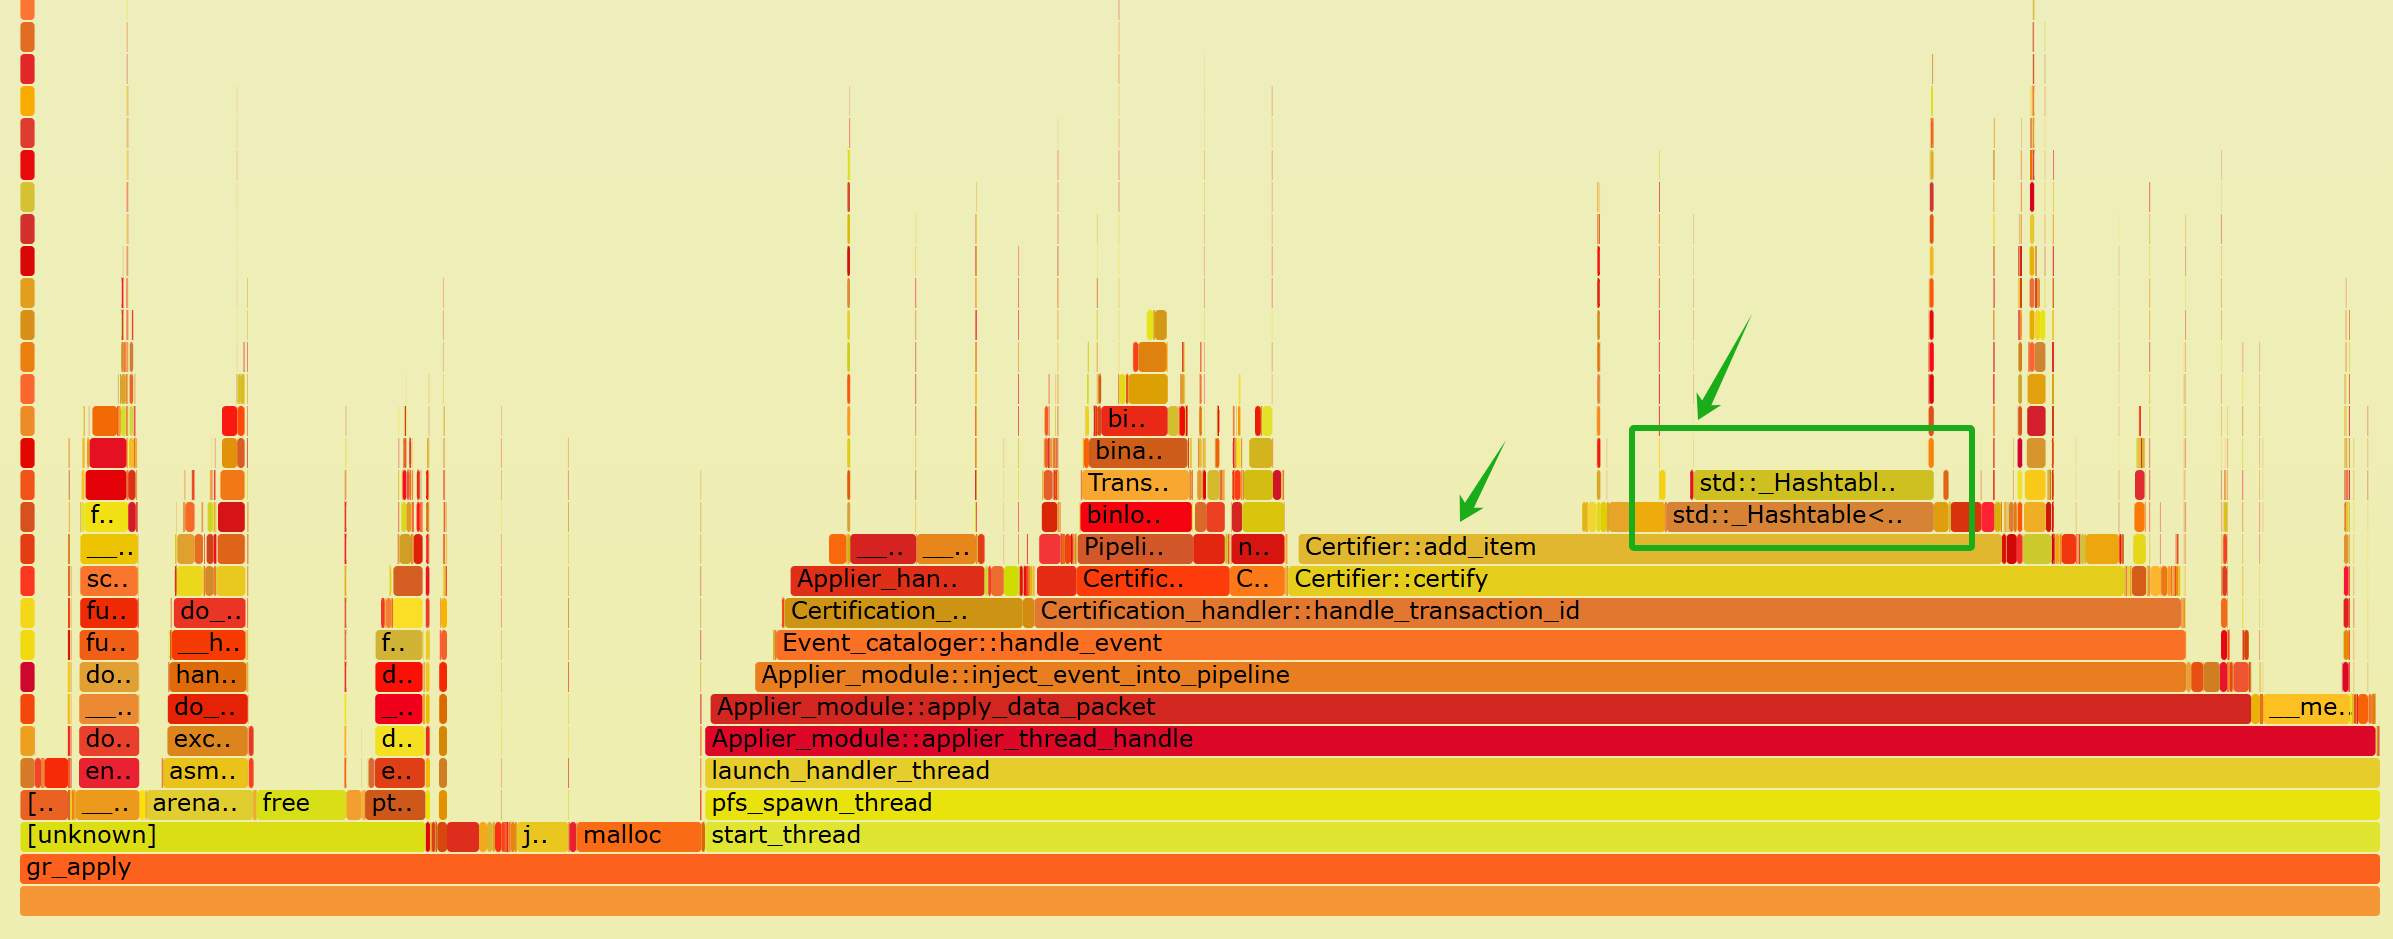 bi..
bina..
Trans.. std::_Hashtabl..
f.. binlo.. std::_Hashtable<..
__.. __.. __.. Pipeli.. n.. Certifier::add_item
sc.. Applier_han.. Certific.. C.. Certifier::certify
fu.. do_.. Certification_.. Certification_handler::handle_transaction_id
fu.. __h.. f.. Event_cataloger::handle_event
do.. han.. d.. Applier_module::inject_event_into_pipeline
__.. do_.. _.. Applier_module::apply_data_packet __me..
do.. exc.. d.. Applier_module::applier_thread_handle
en.. asm.. e.. launch_handler_thread
[.. __.. arena.. free pt.. pfs_spawn_thread
[unknown] j.. malloc start_thread
gr_apply